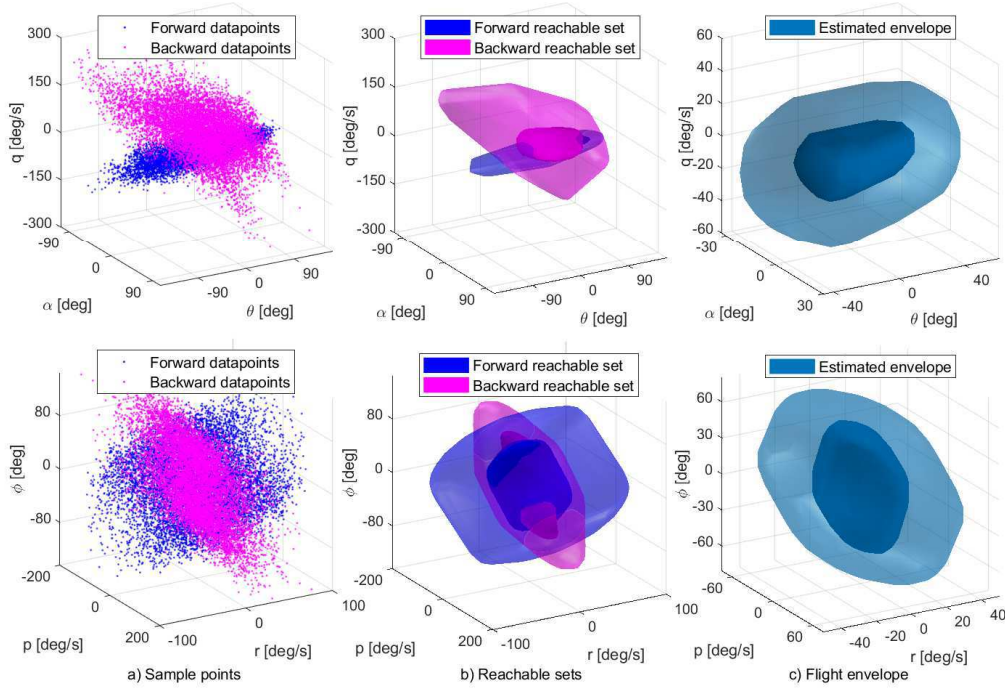 Forward datapoints
Backward datapoints
300
150
0
-150
-300
q [deg/s]
-90
0
90
α [deg]
-90
0
90
θ [deg]
Forward reachable set
Backward reachable set
300
150
0
-150
-300
q [deg/s]
-90
0
90
α [deg]
-90
0
90
θ [deg]
Estimated envelope
60
40
20
0
-20
-40
-60
q [deg/s]
-30
0
30
α [deg]
-40
0
40
θ [deg]
Forward datapoints
Backward datapoints
80
0
-80
ϕ [deg]
-200
0
200
p [deg/s]
-100
0
100
r [deg/s]
a) Sample points
Forward reachable set
Backward reachable set
80
0
-80
ϕ [deg]
-200
0
200
p [deg/s]
-100
0
100
r [deg/s]
b) Reachable sets
Estimated envelope
60
30
0
-30
-60
ϕ [deg]
-60
0
60
p [deg/s]
-40
-20
0
20
40
r [deg/s]
c) Flight envelope